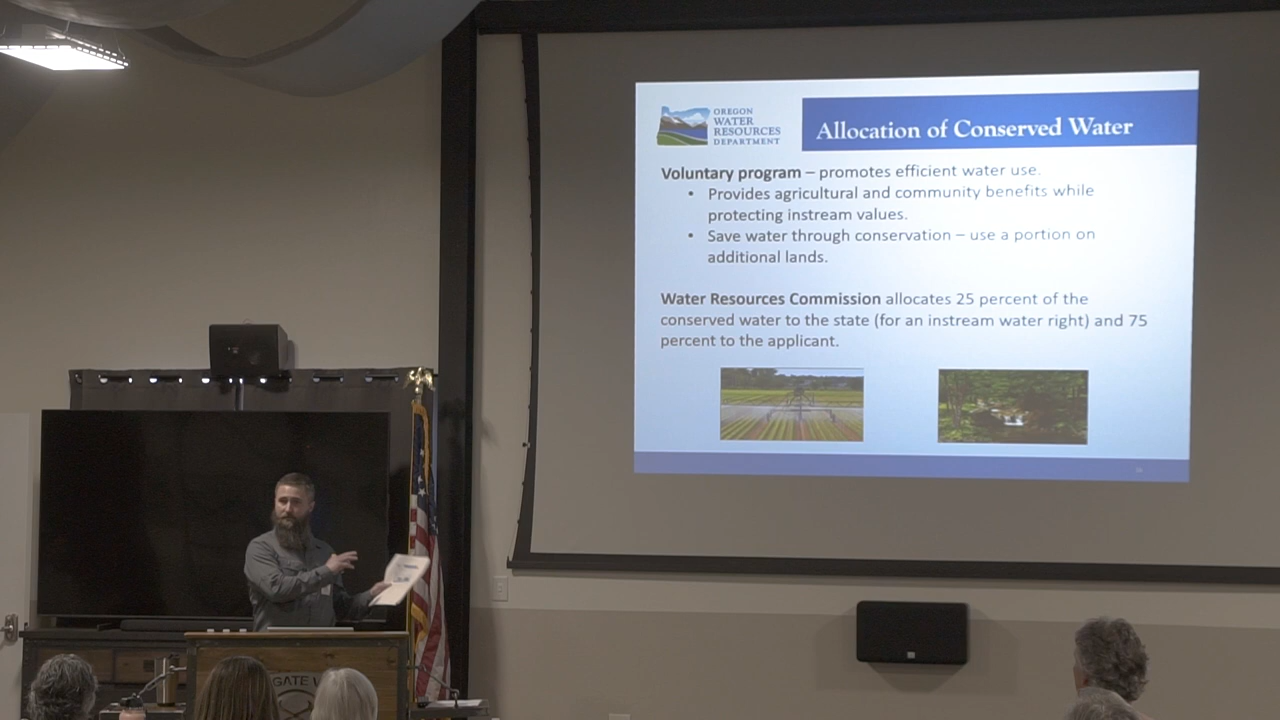 OREGON
WATER
RESOURCES
DEPARTMENT
Allocation of Conserved Water
Voluntary program – promotes efficient water use.
• Provides agricultural and community benefits while
protecting instream values.
• Save water through conservation – use a portion on
additional lands.
Water Resources Commission allocates 25 percent of the
conserved water to the state (for an instream water right) and 75
percent to the applicant.
GATE